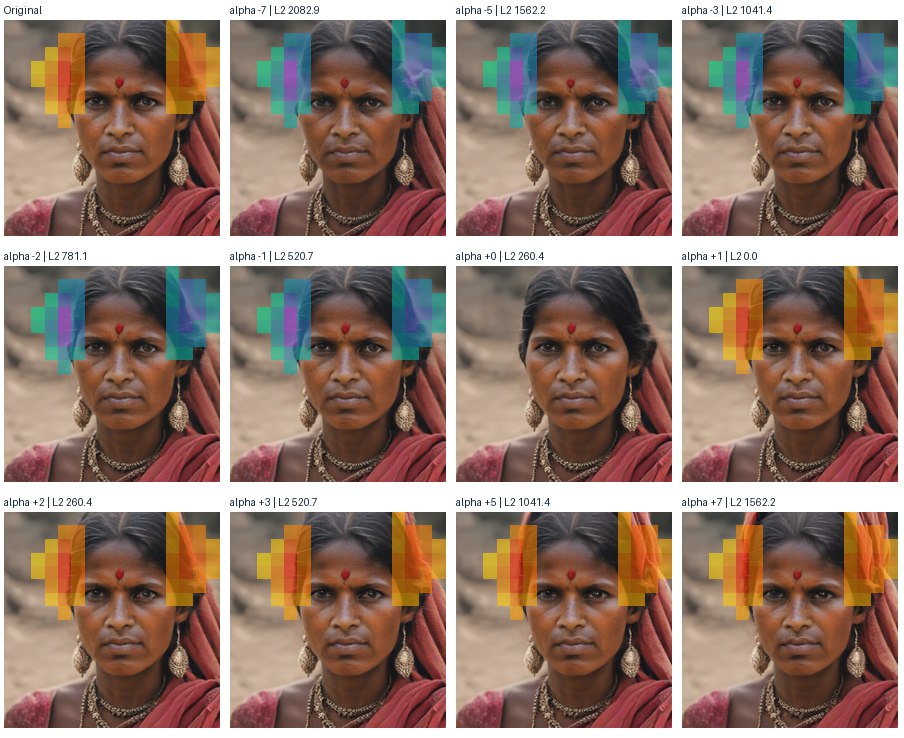 Original
alpha -7 | L2 2082.9
alpha -5 | L2 1562.2
alpha -3 | L2 1041.4
alpha -2 | L2 781.1
alpha -1 | L2 520.7
alpha +0 | L2 260.4
alpha +1 | L2 0.0
alpha +2 | L2 260.4
alpha +3 | L2 520.7
alpha +5 | L2 1041.4
alpha +7 | L2 1562.2